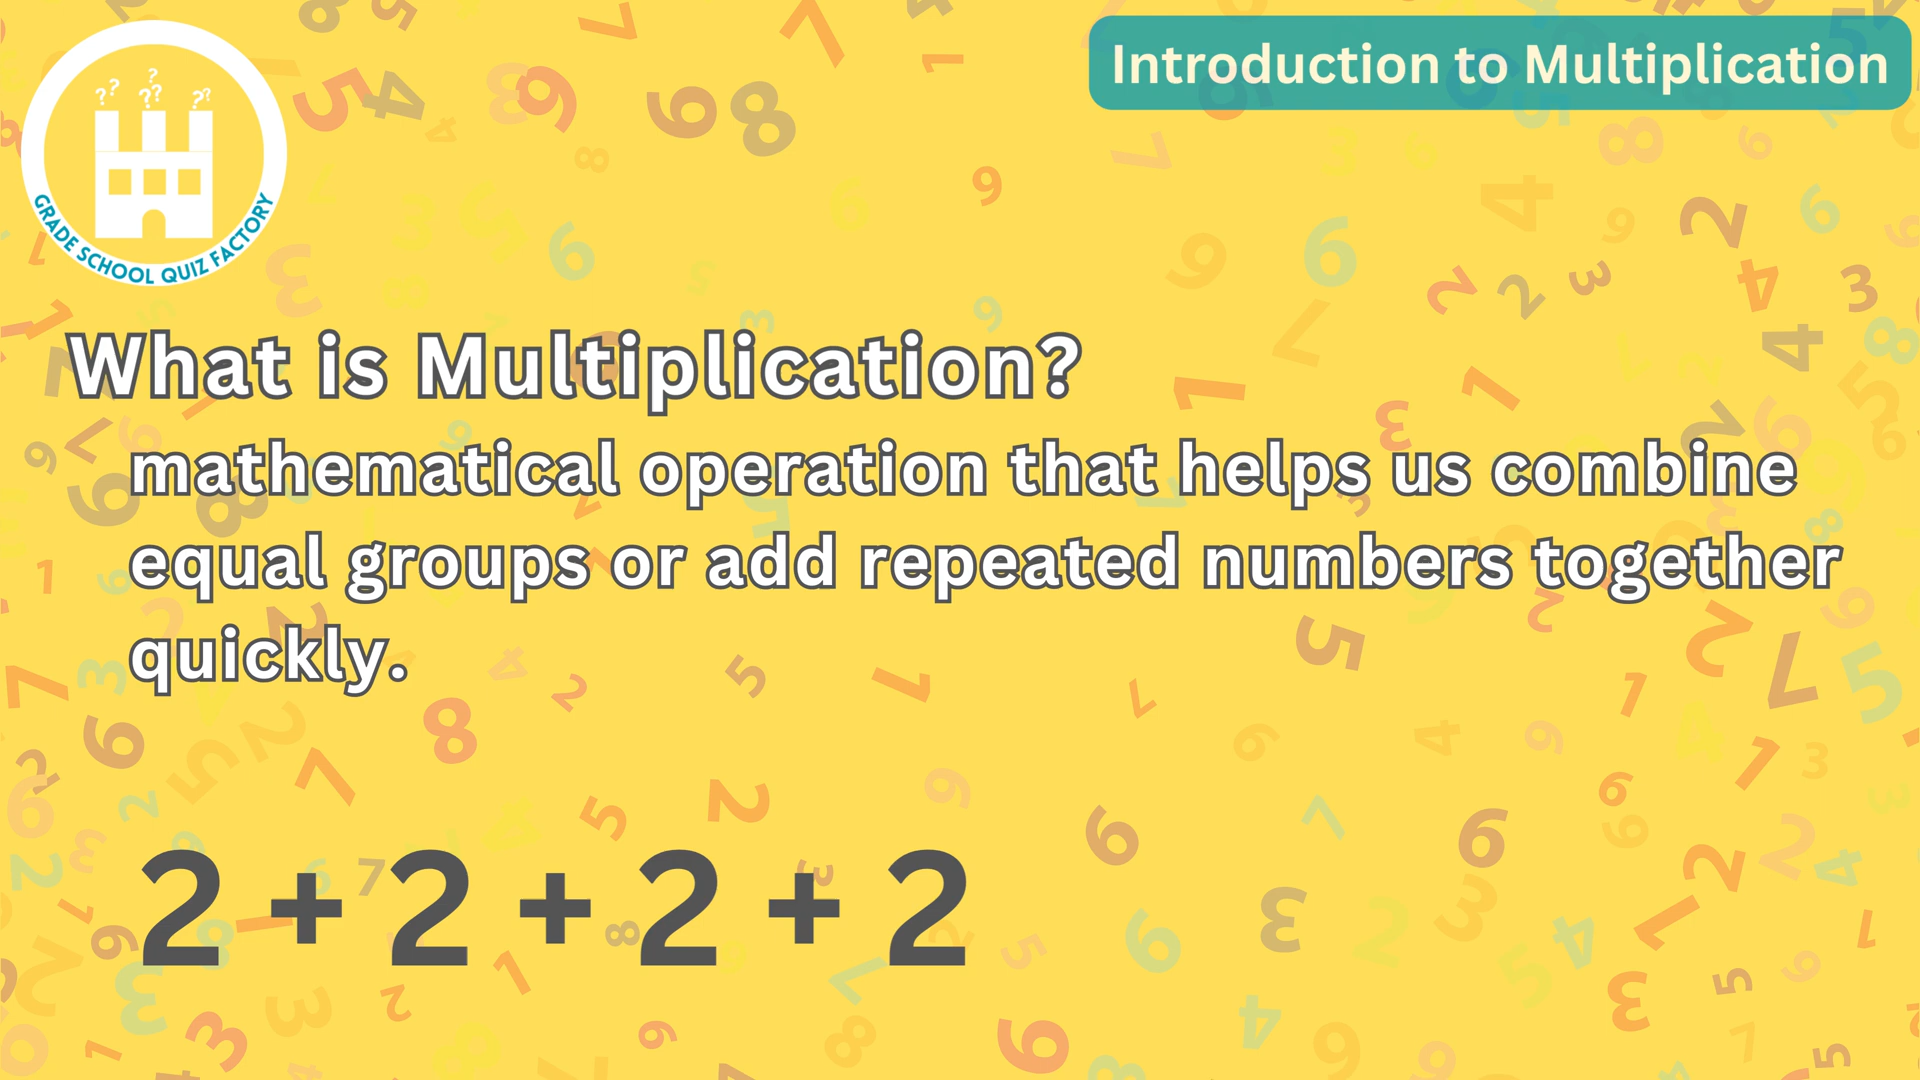 ?? ? ?? ??
GRADE SCHOOL QUIZ FACTORY
Introduction to Multiplication
What is Multiplication?
mathematical operation that helps us combine
equal groups or add repeated numbers together
quickly.
2 + 2 + 2 + 2